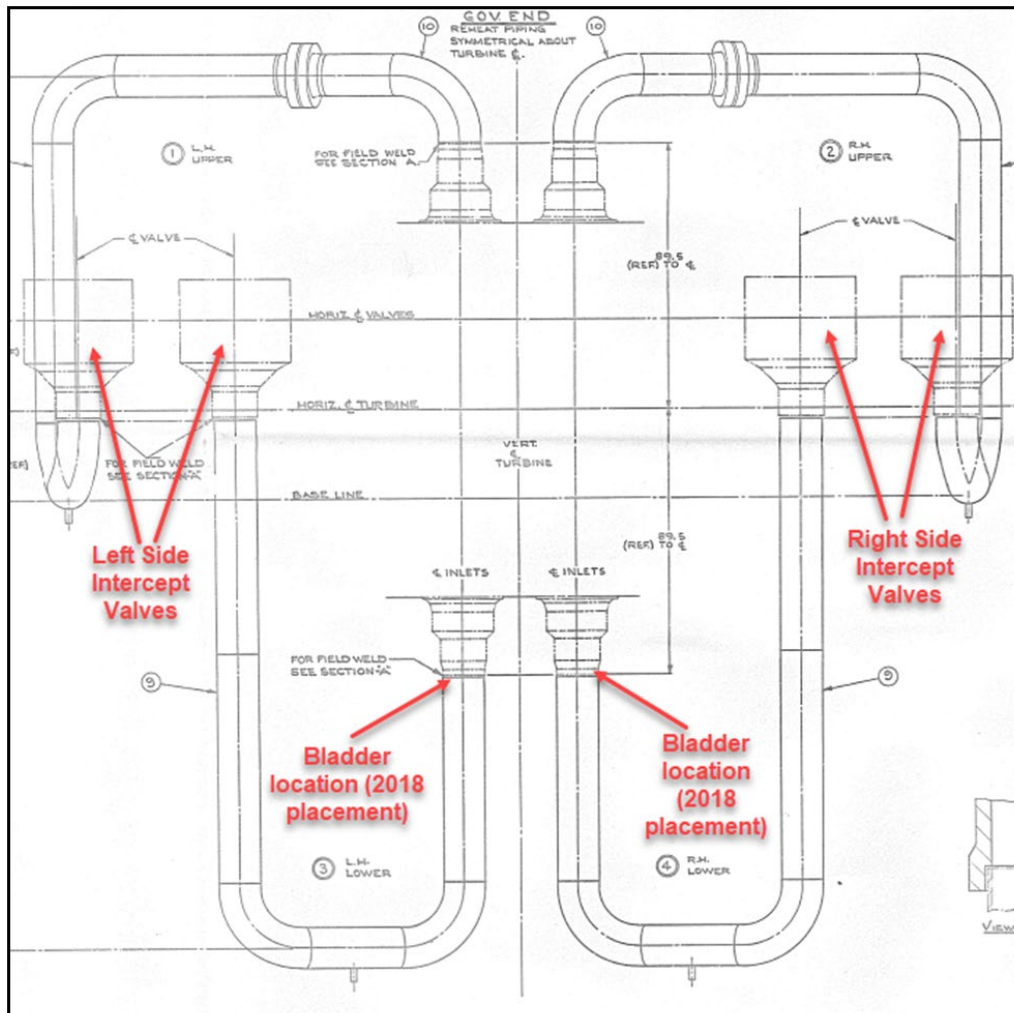 GOV. END
REHEAT PIPING
SYMMETRICAL ABOUT
TURBINE ℄.
10
10
1
L.H.
UPPER
FOR FIELD WELD
SEE SECTION A.
2
R.H.
UPPER
℄ VALVE
℄ VALVE
89.5
(REF.) TO ℄
HORIZ. ℄ VALVES
HORIZ. ℄ TURBINE
VERT.
℄
TURBINE
FOR FIELD WELD
SEE SECTION "A"
REF)
BASE LINE
Left Side
Intercept
Valves
Right Side
Intercept
Valves
89.5
(REF.) TO ℄
℄ INLETS
℄ INLETS
FOR FIELD WELD
SEE SECTION "A"
9
9
Bladder
location (2018
placement)
Bladder
location
(2018
placement)
3
L.H.
LOWER
4
R.H.
LOWER
VIEW